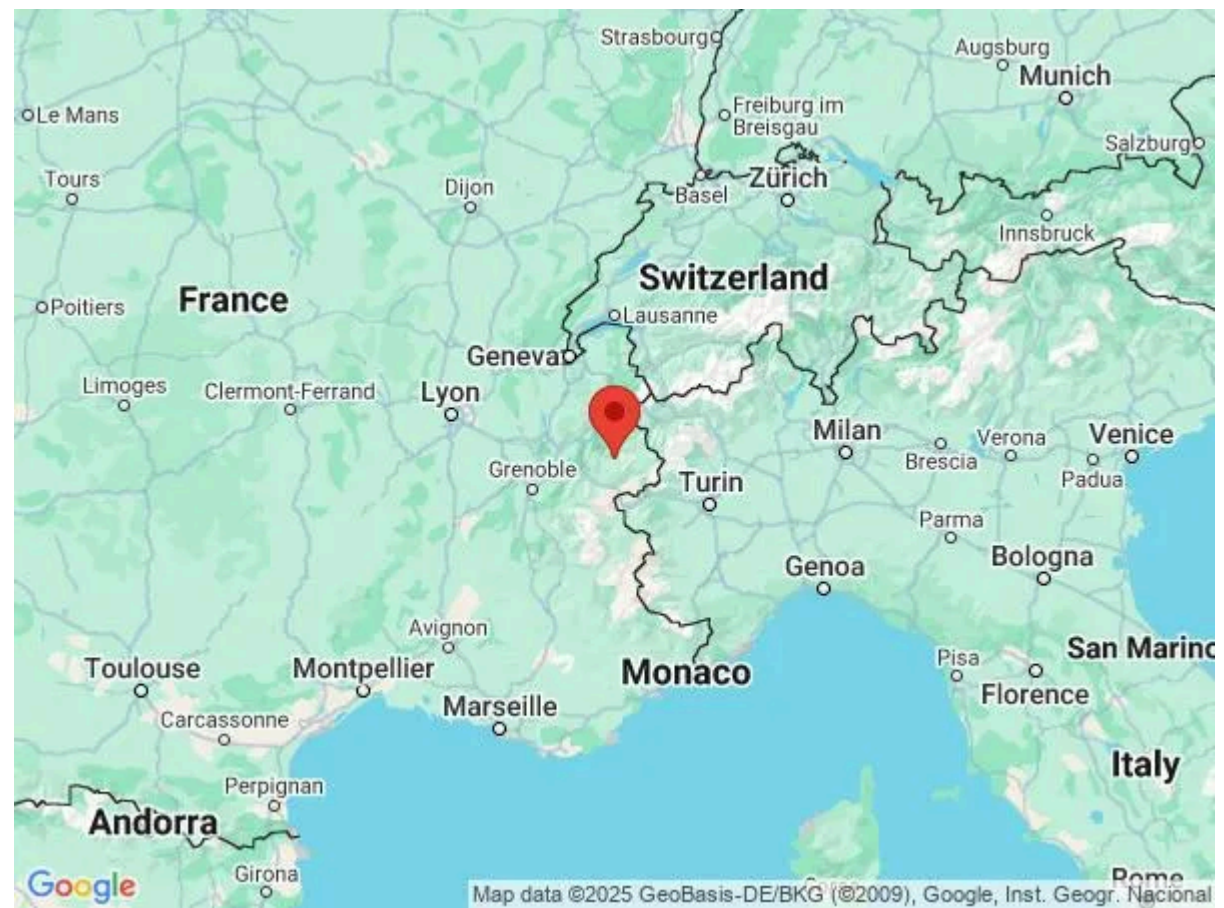 Strasbourg
Augsburg
Munich
Le Mans
Freiburg im
Breisgau
Salzburg
Tours
Dijon
Basel
Zürich
Innsbruck
Switzerland
France
Poitiers
Lausanne
Geneva
Limoges
Clermont-Ferrand
Lyon
Milan
Verona
Venice
Brescia
Padua
Grenoble
Turin
Parma
Bologna
Genoa
Avignon
San Marino
Toulouse
Montpellier
Monaco
Pisa
Florence
Marseille
Carcassonne
Italy
Perpignan
Andorra
Girona
Rome
Google
Map data ©2025 GeoBasis-DE/BKG (©2009), Google, Inst. Geogr. Nacional